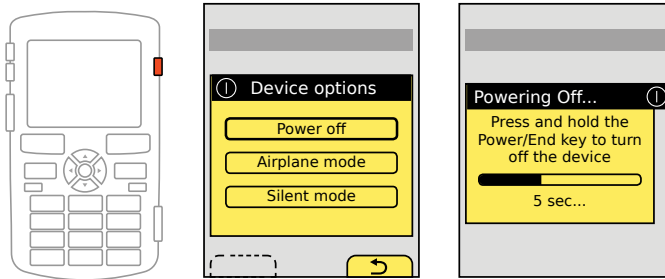 Device options
Power off
Airplane mode
Silent mode
Powering Off...
Press and hold the
Power/End key to turn
off the device
5 sec...